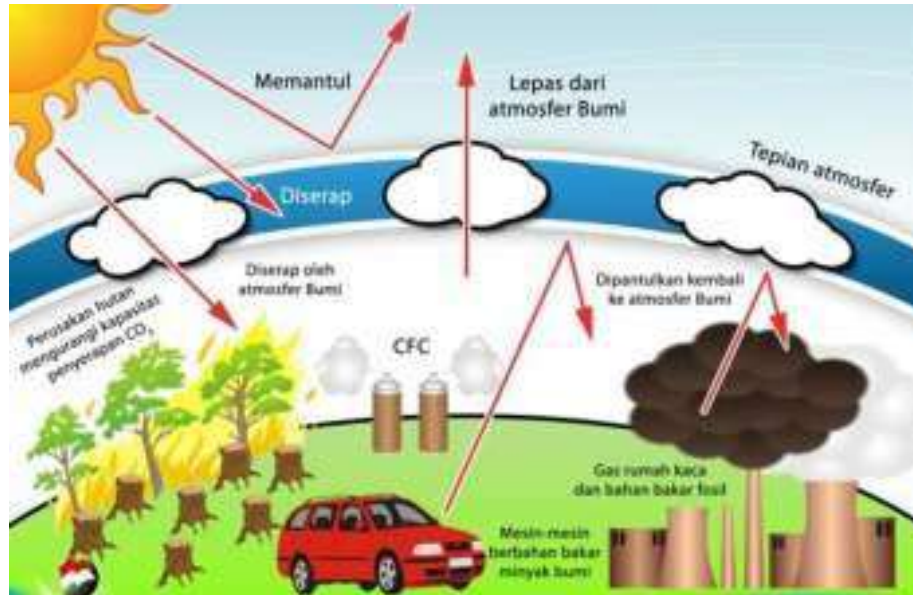 Memantul
Lepas dari
atmosfer Bumi
Tepian atmosfer
Diserap
Diserap oleh
atmosfer Bumi
Dipantulkan kembali
ke atmosfer Bumi
Perusakan hutan
mengurangi kapasitas
penyerapan CO₂
CFC
Gas rumah kaca
dan bahan bakar fosil
Mesin-mesin
berbahan bakar
minyak bumi